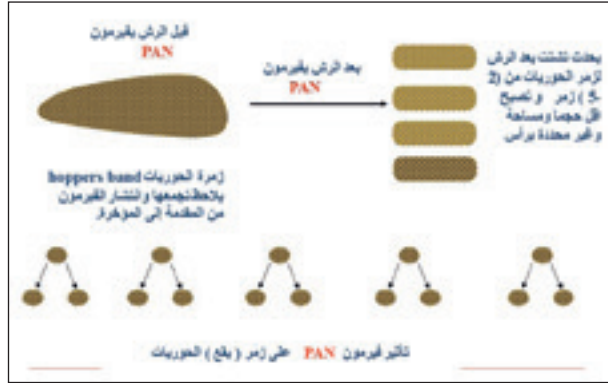 قبل الرش بفيرمون
PAN
بعد الرش بفيرمون
PAN
يحدث تشتت بعد الرش
لزمر الحوريات من (2
-5 ) زمر و تصبح
اقل حجما ومساحة
وغير محددة برأس
زمرة الحوريات hoppers band
يلاحظ تجمعها وانتشار الفيرمون
من المقدمة إلى المؤخرة
تأثير فيرمون PAN على زمر ( بقع ) الحوريات